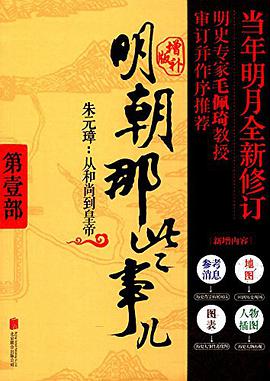 当年明月全新修订
明史专家毛佩琦教授
审订并作序推荐
增补版
明朝那些事儿
朱元璋：从和尚到皇帝
第壹部
新增内容
参考消息
地图
图表
人物插图